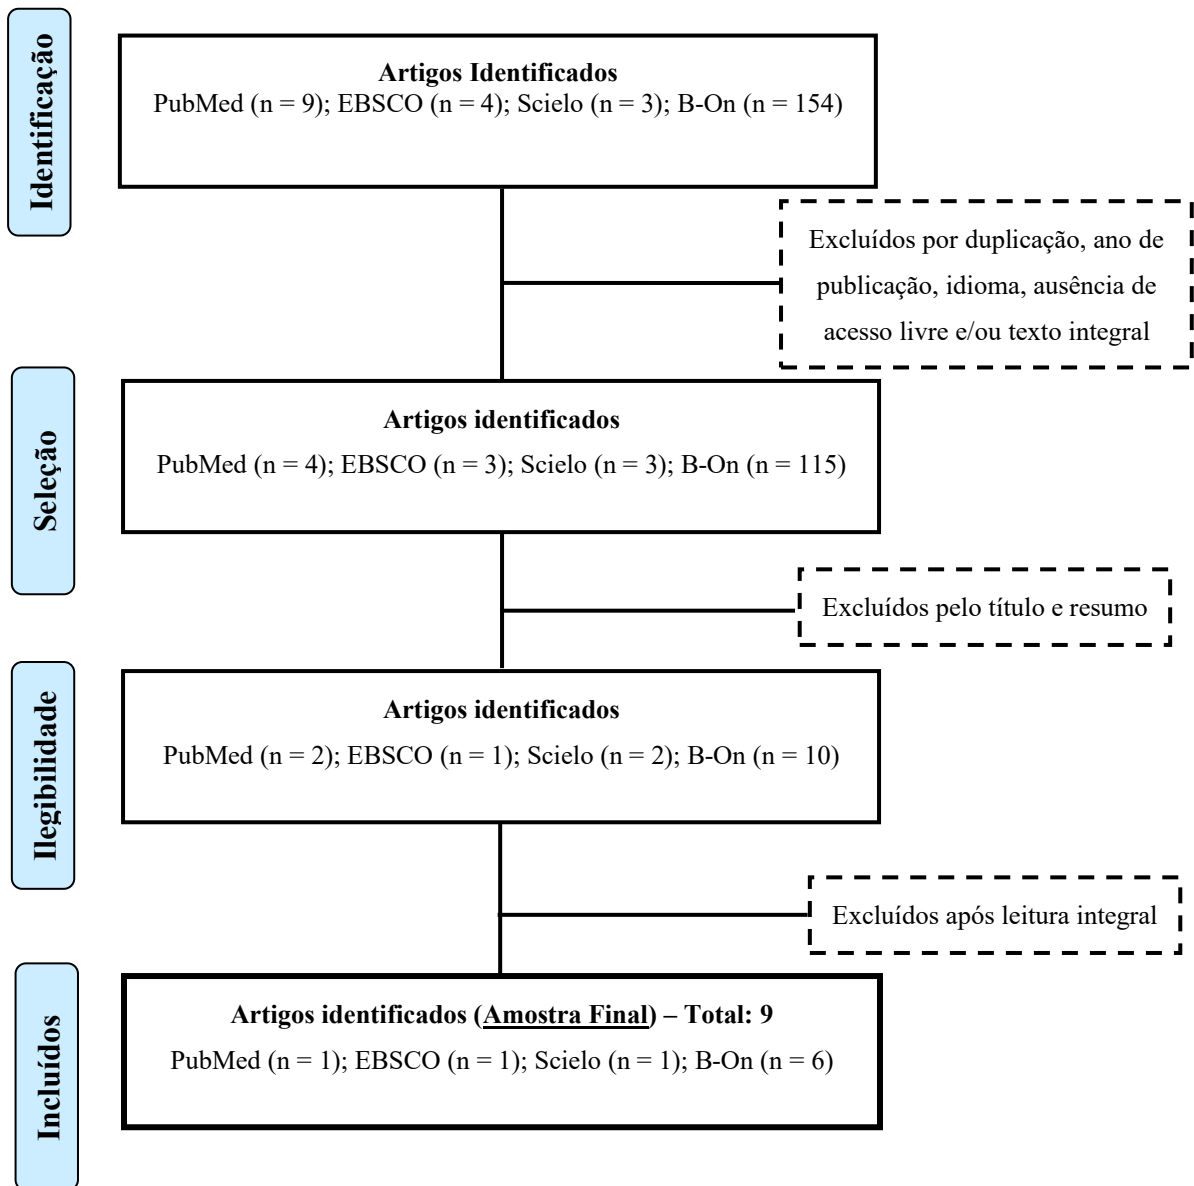 Identificação
Artigos Identificados
PubMed (n = 9); EBSCO (n = 4); Scielo (n = 3); B-On (n = 154)
Excluídos por duplicação, ano de
publicação, idioma, ausência de
acesso livre e/ou texto integral
Seleção
Artigos identificados
PubMed (n = 4); EBSCO (n = 3); Scielo (n = 3); B-On (n = 115)
Excluídos pelo título e resumo
Ilegibilidade
Artigos identificados
PubMed (n = 2); EBSCO (n = 1); Scielo (n = 2); B-On (n = 10)
Excluídos após leitura integral
Incluídos
Artigos identificados (Amostra Final) – Total: 9
PubMed (n = 1); EBSCO (n = 1); Scielo (n = 1); B-On (n = 6)